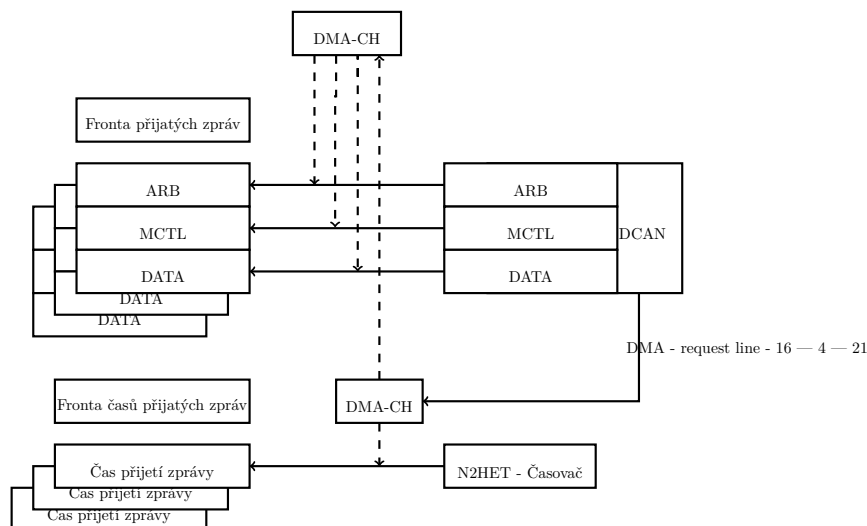 DMA-CH
Fronta přijatých zpráv
ARB
ARB
MCTL
MCTL
DCAN
DATA
DATA
DATA
DATA
DMA - request line - 16 — 4 — 21
Fronta časů přijatých zpráv
DMA-CH
Čas přijetí zprávy
N2HET - Časovač
Čas přijetí zprávy
Čas přijetí zprávy